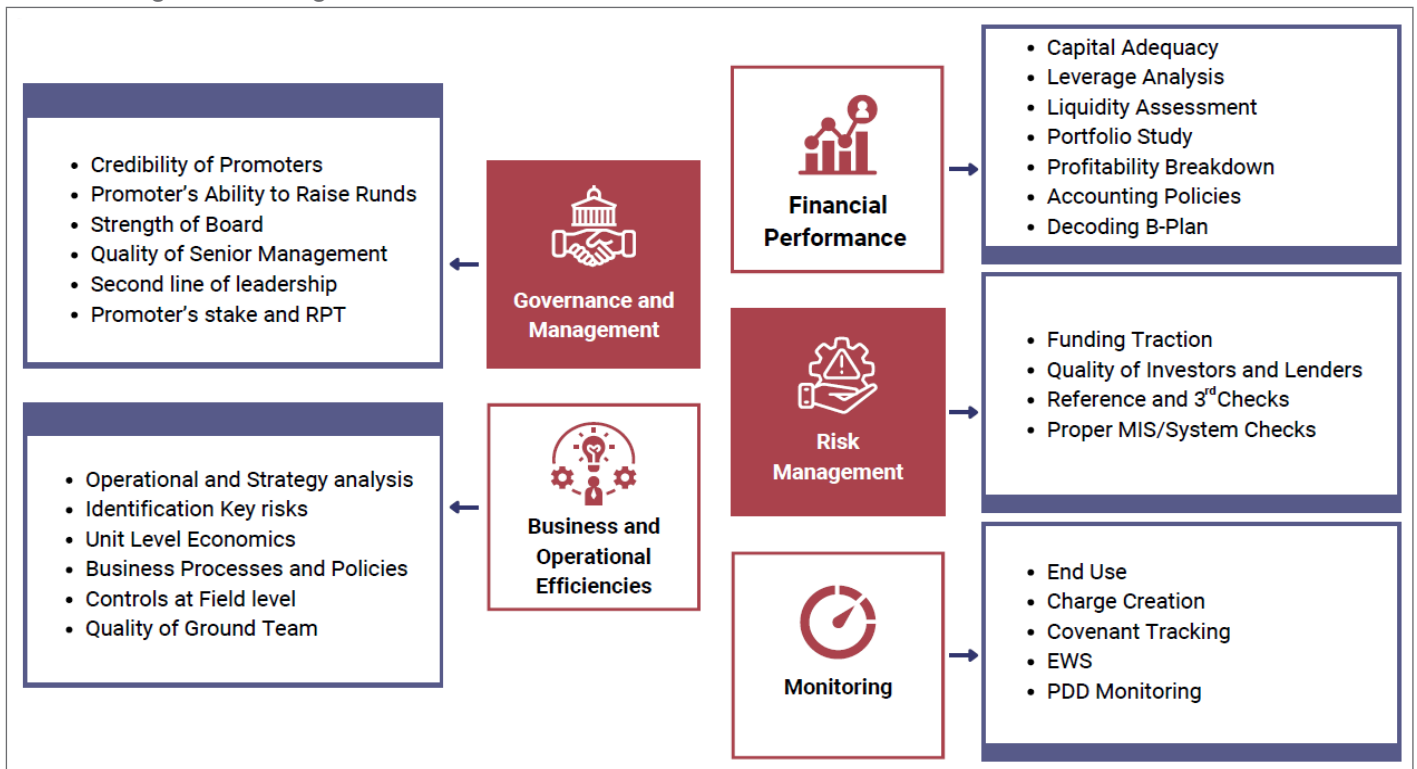 Credibility of Promoters
Promoter's Ability to Raise Runds
Strength of Board
Quality of Senior Management
Second line of leadership
Promoter's stake and RPT
Governance and
Management
Operational and Strategy analysis
Identification Key risks
Unit Level Economics
Business Processes and Policies
Controls at Field level
Quality of Ground Team
Business and
Operational
Efficiencies
Financial
Performance
Capital Adequacy
Leverage Analysis
Liquidity Assessment
Portfolio Study
Profitability Breakdown
Accounting Policies
Decoding B-Plan
Risk
Management
Funding Traction
Quality of Investors and Lenders
Reference and 3rd Checks
Proper MIS/System Checks
Monitoring
End Use
Charge Creation
Covenant Tracking
EWS
PDD Monitoring